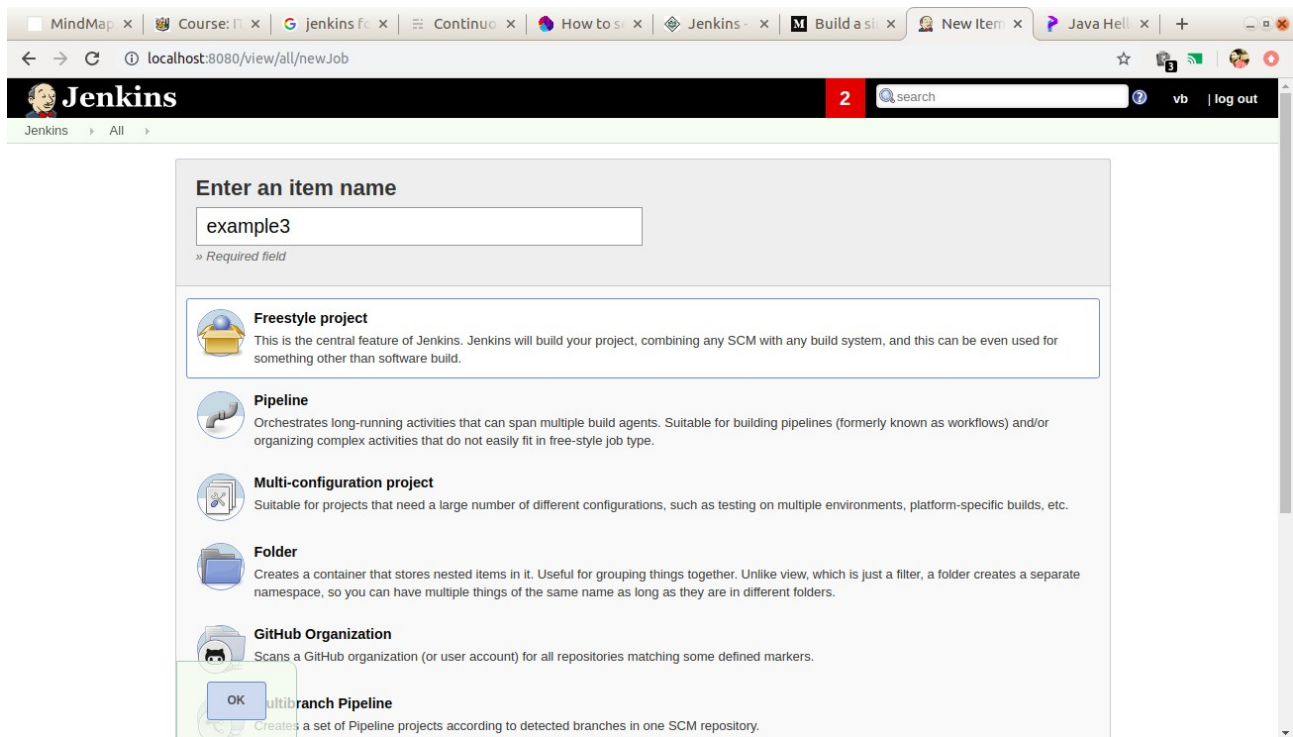 MindMap
Course: 
jenkins fo
Continuo
How to s
Jenkins -
Build a si
New Item
Java Hell
localhost:8080/view/all/newJob
3
Jenkins
2
search
vb | log out
Jenkins All
Enter an item name
example3
» Required field
Freestyle project
This is the central feature of Jenkins. Jenkins will build your project, combining any SCM with any build system, and this can be even used for
something other than software build.
Pipeline
Orchestrates long-running activities that can span multiple build agents. Suitable for building pipelines (formerly known as workflows) and/or
organizing complex activities that do not easily fit in free-style job type.
Multi-configuration project
Suitable for projects that need a large number of different configurations, such as testing on multiple environments, platform-specific builds, etc.
Folder
Creates a container that stores nested items in it. Useful for grouping things together. Unlike view, which is just a filter, a folder creates a separate
namespace, so you can have multiple things of the same name as long as they are in different folders.
GitHub Organization
Scans a GitHub organization (or user account) for all repositories matching some defined markers.
OK
ultibranch Pipeline
Creates a set of Pipeline projects according to detected branches in one SCM repository.